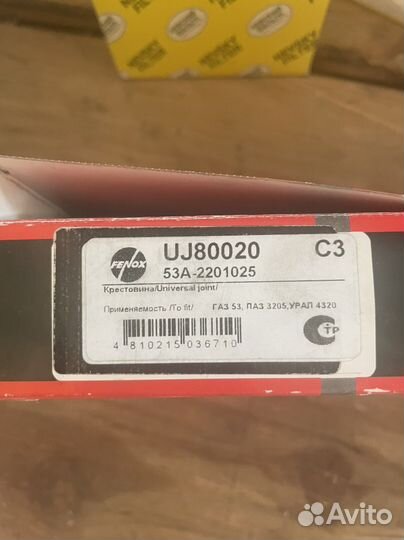 FENOX
UJ80020 C3
53A-2201025
Крестовина/Universal joint/
Применяемость /To fit/ ГАЗ 53, ПАЗ 3205,УРАЛ 4320
4 810215 036710
СТР
Avito